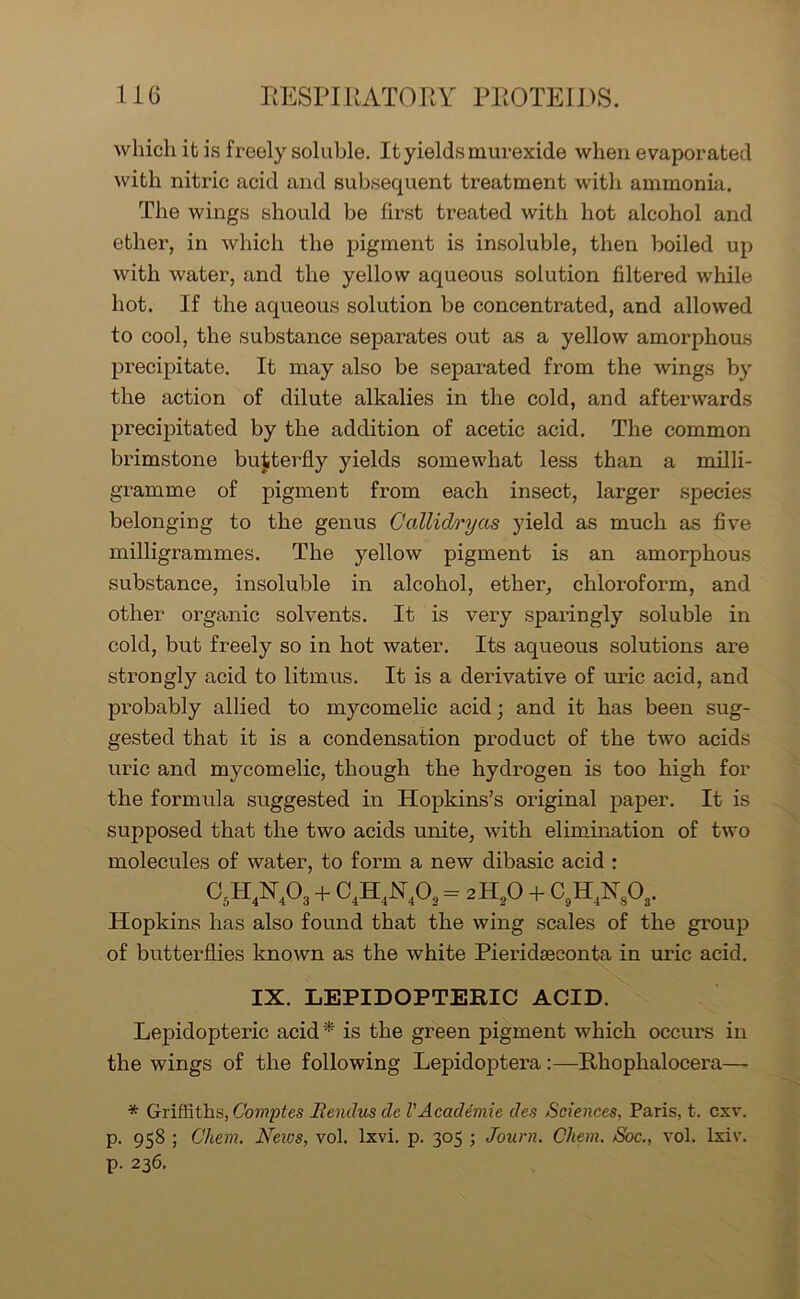 116 RESPIRATORY PROTEIDS.
which it is freely soluble. It yields murexide when evaporated
with nitric acid and subsequent treatment with ammonia.
The wings should be first treated with hot alcohol and
ether, in which the pigment is insoluble, then boiled up
with water, and the yellow aqueous solution filtered while
hot. If the aqueous solution be concentrated, and allowed
to cool, the substance separates out as a yellow amorphous
precipitate. It may also be separated from the wings by
the action of dilute alkalies in the cold, and afterwards
precipitated by the addition of acetic acid. The common
brimstone butterfly yields somewhat less than a milli-
gramme of pigment from each insect, larger species
belonging to the genus Callidryas yield as much as five
milligrammes. The yellow pigment is an amorphous
substance, insoluble in alcohol, ether, chloroform, and
other organic solvents. It is very sparingly soluble in
cold, but freely so in hot water. Its aqueous solutions are
strongly acid to litmus. It is a derivative of uric acid, and
probably allied to mycomelic acid; and it has been sug-
gested that it is a condensation product of the two acids
uric and mycomelic, though the hydrogen is too high for
the formula suggested in Hopkins's original paper. It is
supposed that the two acids unite, with elimination of two
molecules of water, to form a new dibasic acid :
C₅H₄N₄O₃ + C₄H₄N₄O₂ = 2H₂O + C₉H₄N₈O₃.
Hopkins has also found that the wing scales of the group
of butterflies known as the white Pieridæconta in uric acid.
IX. LEPIDOPTERIC ACID.
Lepidopteric acid* is the green pigment which occurs in
the wings of the following Lepidoptera:—Rhophalocera—
* Griffiths, Comptes Rendus de l'Académie des Sciences, Paris, t. cxv.
p. 958 ; Chem. News, vol. lxvi. p. 305 ; Journ. Chem. Soc., vol. lxiv.
p. 236.